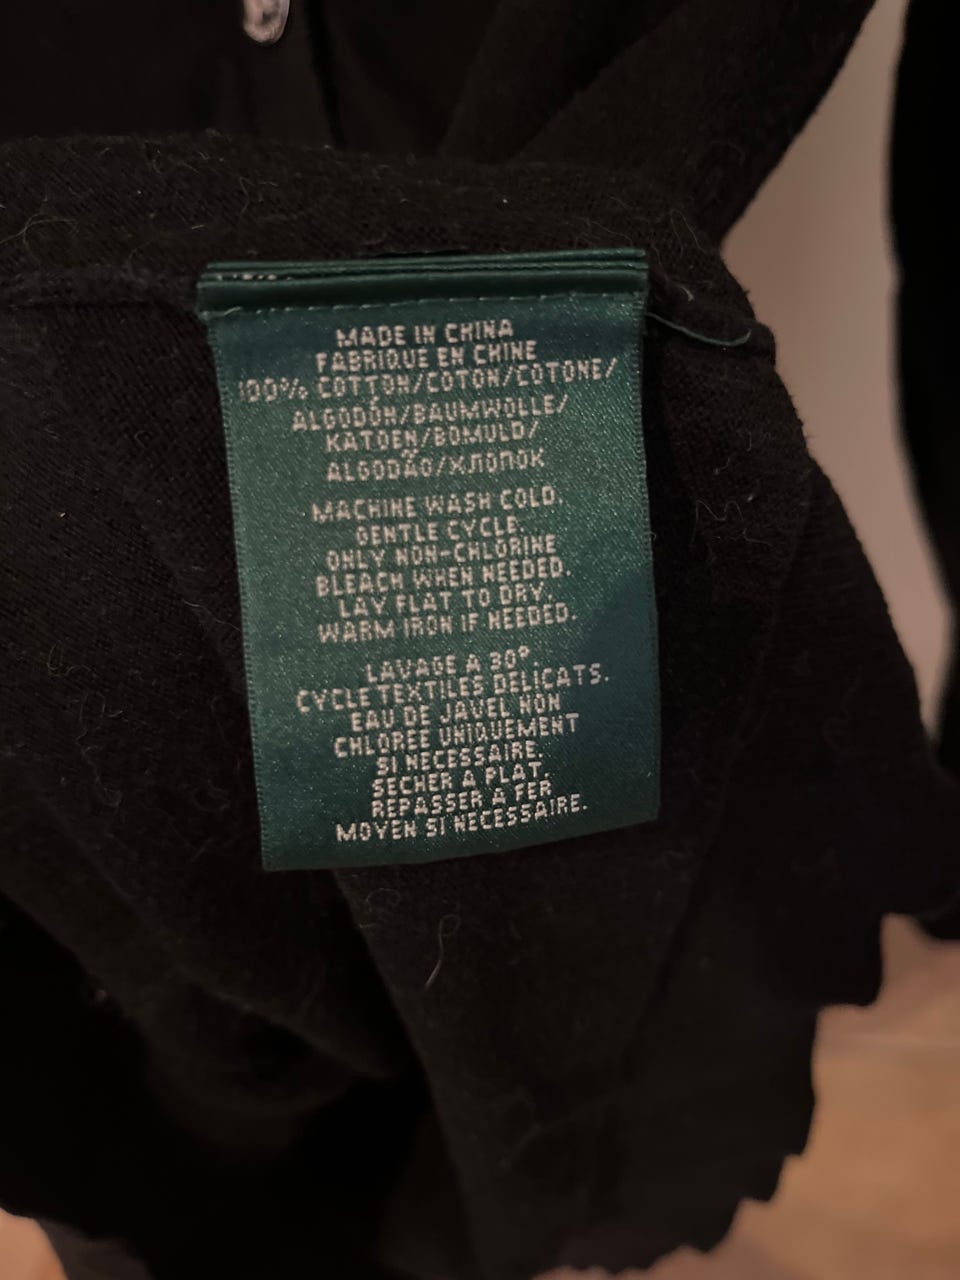 MADE IN CHINA
FABRIQUE EN CHINE
100% COTTON/COTON/COTONE/
ALGODÓN/BAUMWOLLE/
KATOEN/BOMULD/
ALGODÃO/ХЛОПОК
MACHINE WASH COLD.
GENTLE CYCLE.
ONLY NON-CHLORINE
BLEACH WHEN NEEDED.
LAY FLAT TO DRY.
WARM IRON IF NEEDED.
LAVAGE A 30°.
CYCLE TEXTILES DELICATS.
EAU DE JAVEL NON
CHLOREE UNIQUEMENT
SI NECESSAIRE.
SECHER A PLAT.
REPASSER A FER
MOYEN SI NECESSAIRE.